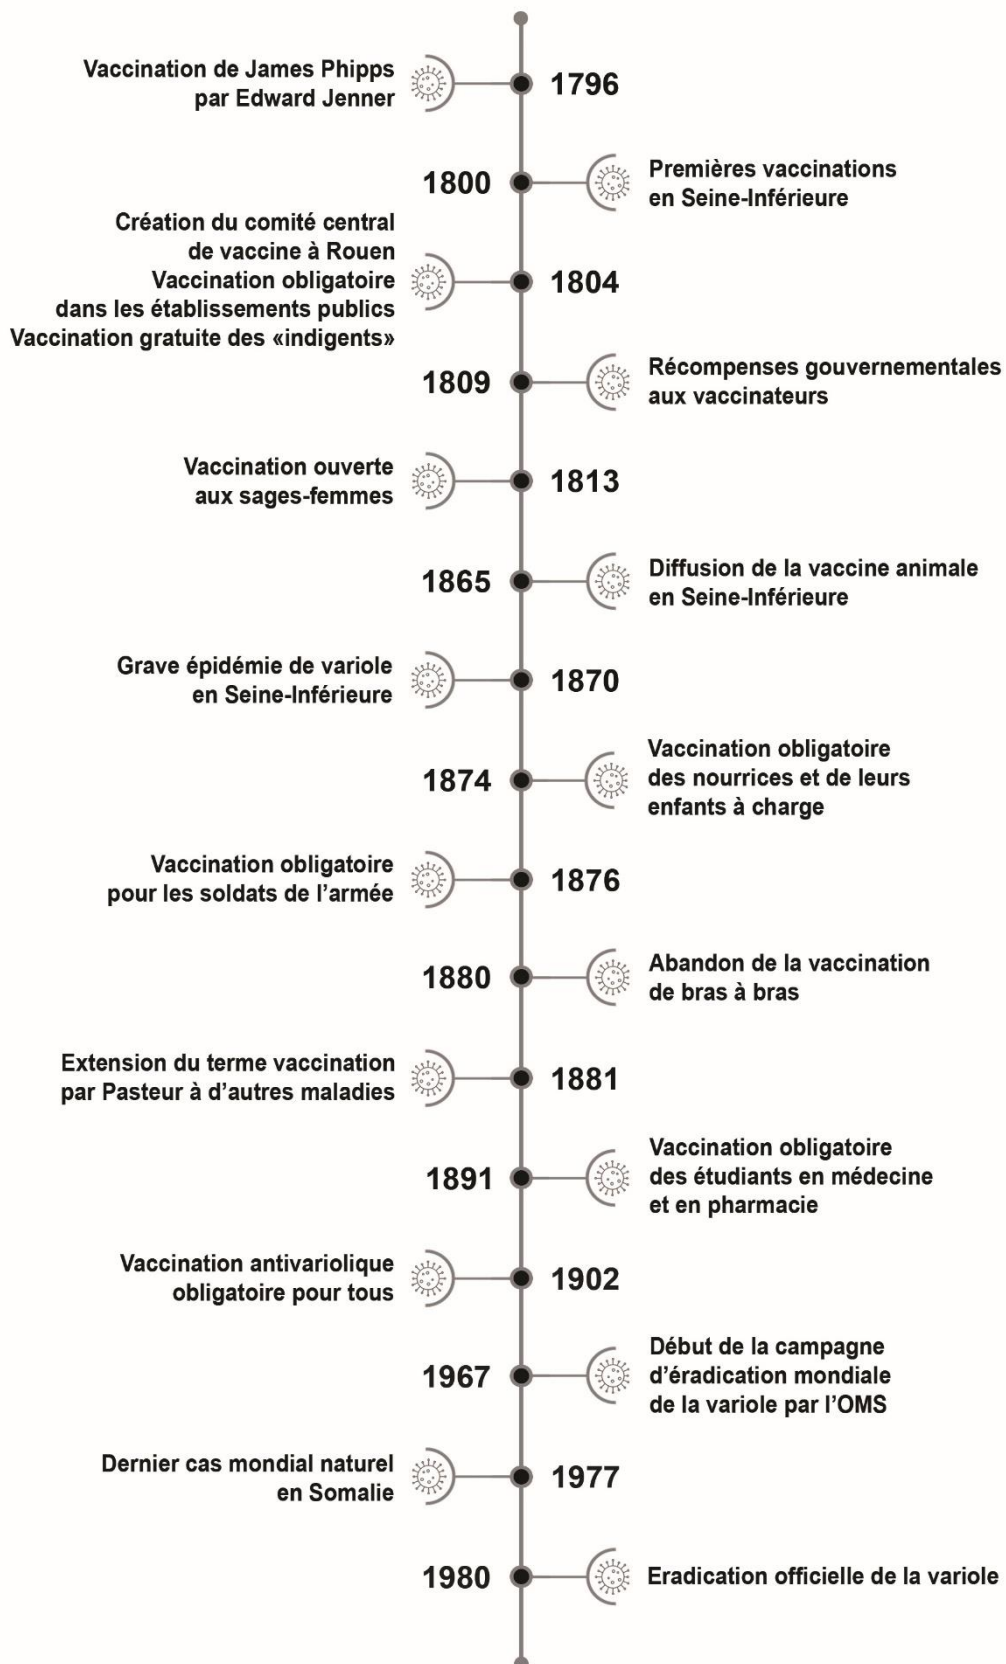 Vaccination de James Phipps
par Edward Jenner
1796
1800
Premières vaccinations
en Seine-Inférieure
Création du comité central
de vaccine à Rouen
Vaccination obligatoire
dans les établissements publics
Vaccination gratuite des «indigents»
1804
1809
Récompenses gouvernementales
aux vaccinateurs
Vaccination ouverte
aux sages-femmes
1813
1865
Diffusion de la vaccine animale
en Seine-Inférieure
Grave épidémie de variole
en Seine-Inférieure
1870
1874
Vaccination obligatoire
des nourrices et de leurs
enfants à charge
Vaccination obligatoire
pour les soldats de l’armée
1876
1880
Abandon de la vaccination
de bras à bras
Extension du terme vaccination
par Pasteur à d’autres maladies
1881
1891
Vaccination obligatoire
des étudiants en médecine
et en pharmacie
Vaccination antivariolique
obligatoire pour tous
1902
1967
Début de la campagne
d’éradication mondiale
de la variole par l’OMS
Dernier cas mondial naturel
en Somalie
1977
1980
Eradication officielle de la variole